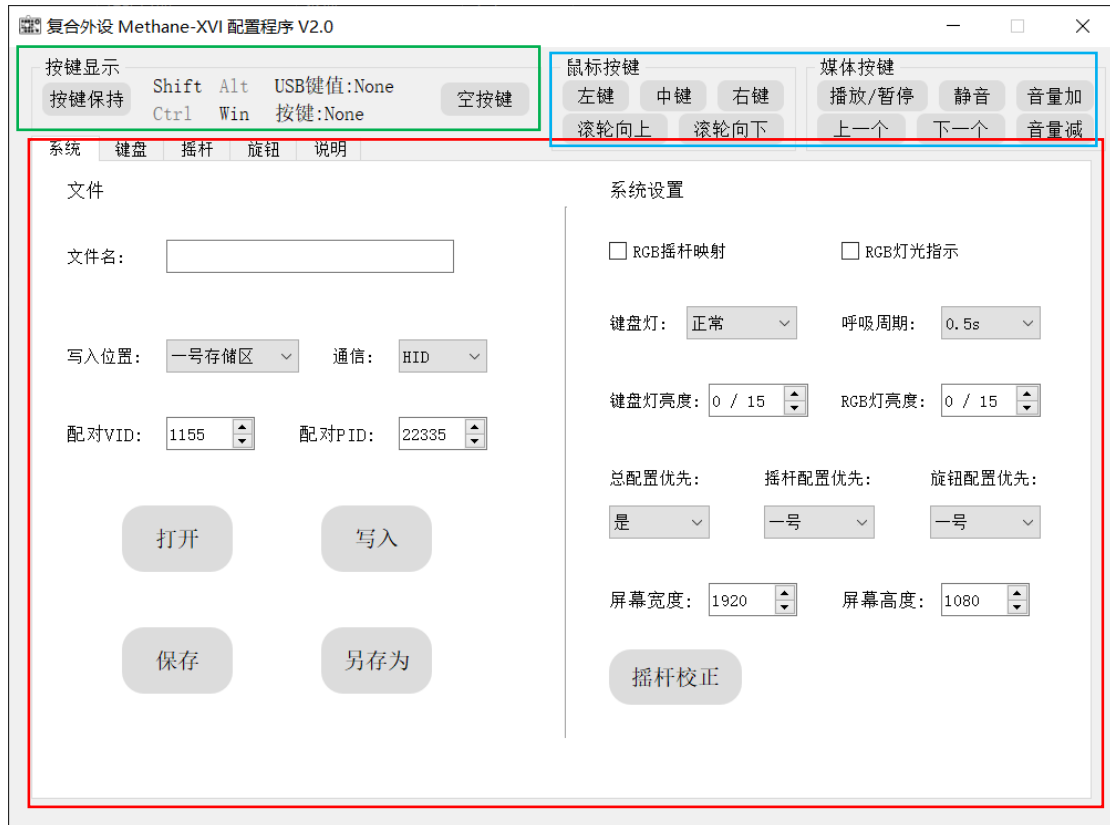 复合外设 Methane-XVI 配置程序 V2.0
按键显示
按键保持
Shift Alt USB键值:None
Ctrl Win 按键:None
空按键
鼠标按键
左键 中键 右键
滚轮向上 滚轮向下
媒体按键
播放/暂停 静音 音量加
上一个 下一个 音量减
系统 键盘 摇杆 旋钮 说明
文件
文件名:
写入位置: 一号存储区 通信: HID
配对VID: 1155 配对PID: 22335
打开 写入
保存 另存为
系统设置
RGB摇杆映射 RGB灯光指示
键盘灯: 正常 呼吸周期: 0.5s
键盘灯亮度: 0 / 15 RGB灯亮度: 0 / 15
总配置优先: 摇杆配置优先: 旋钮配置优先:
是 一号 一号
屏幕宽度: 1920 屏幕高度: 1080
摇杆校正